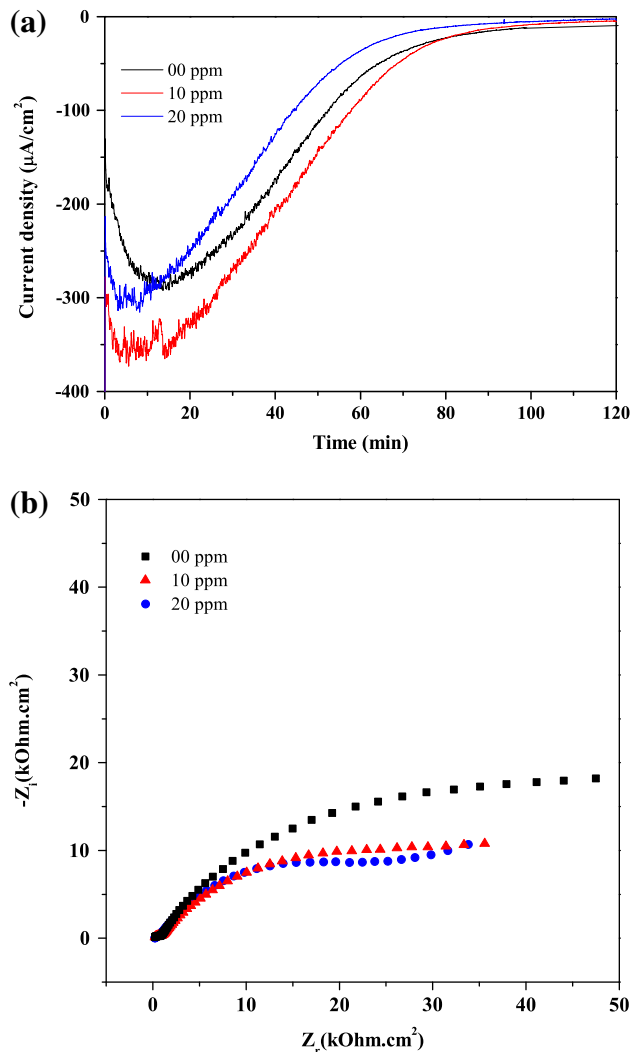 (a)
0
-100
-200
-300
-400
Current density (µA/cm²)
00 ppm
10 ppm
20 ppm
0 20 40 60 80 100 120
Time (min)
(b)
50
40
30
20
10
0
-Zi(kOhm.cm²)
00 ppm
10 ppm
20 ppm
0 10 20 30 40 50
Zr(kOhm.cm²)